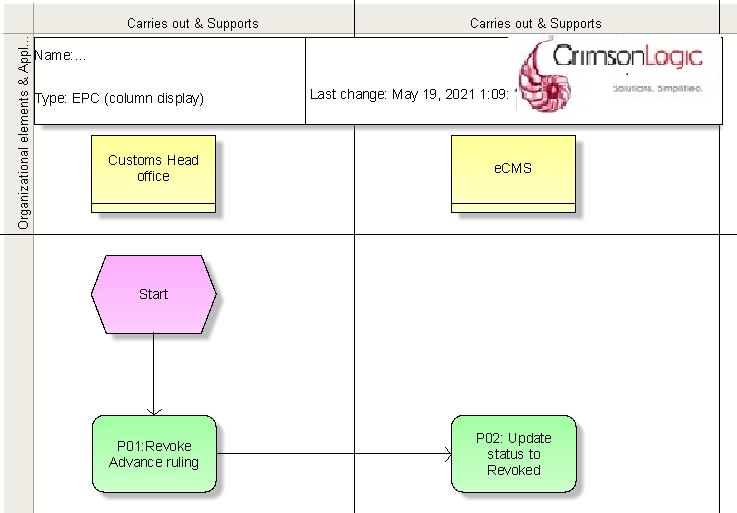 Carries out & Supports
Carries out & Supports
Organizational elements & Appl...
Name:...
CrimsonLogic
Solutions. Simplified.
Type: EPC (column display)
Last change: May 19, 2021 1:09:
Customs Head
office
eCMS
Start
P01:Revoke
Advance ruling
P02: Update
status to
Revoked